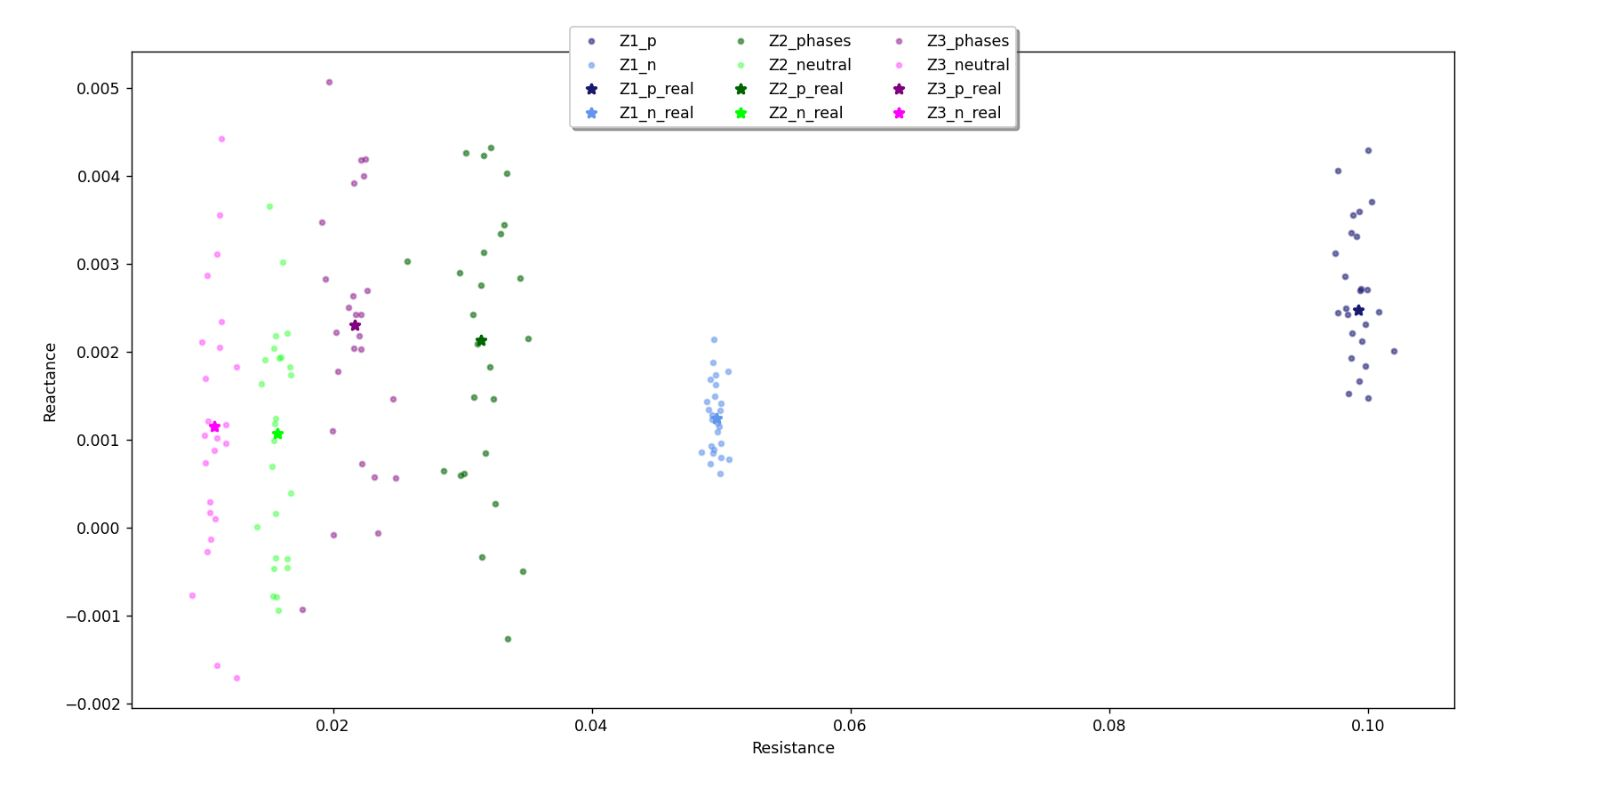 Z1_p Z2_phases Z3_phases
Z1_n Z2_neutral Z3_neutral
Z1_p_real Z2_p_real Z3_p_real
Z1_n_real Z2_n_real Z3_n_real
0.005
0.004
0.003
0.002
0.001
0.000
−0.001
−0.002
Reactance
0.02 0.04 0.06 0.08 0.10
Resistance